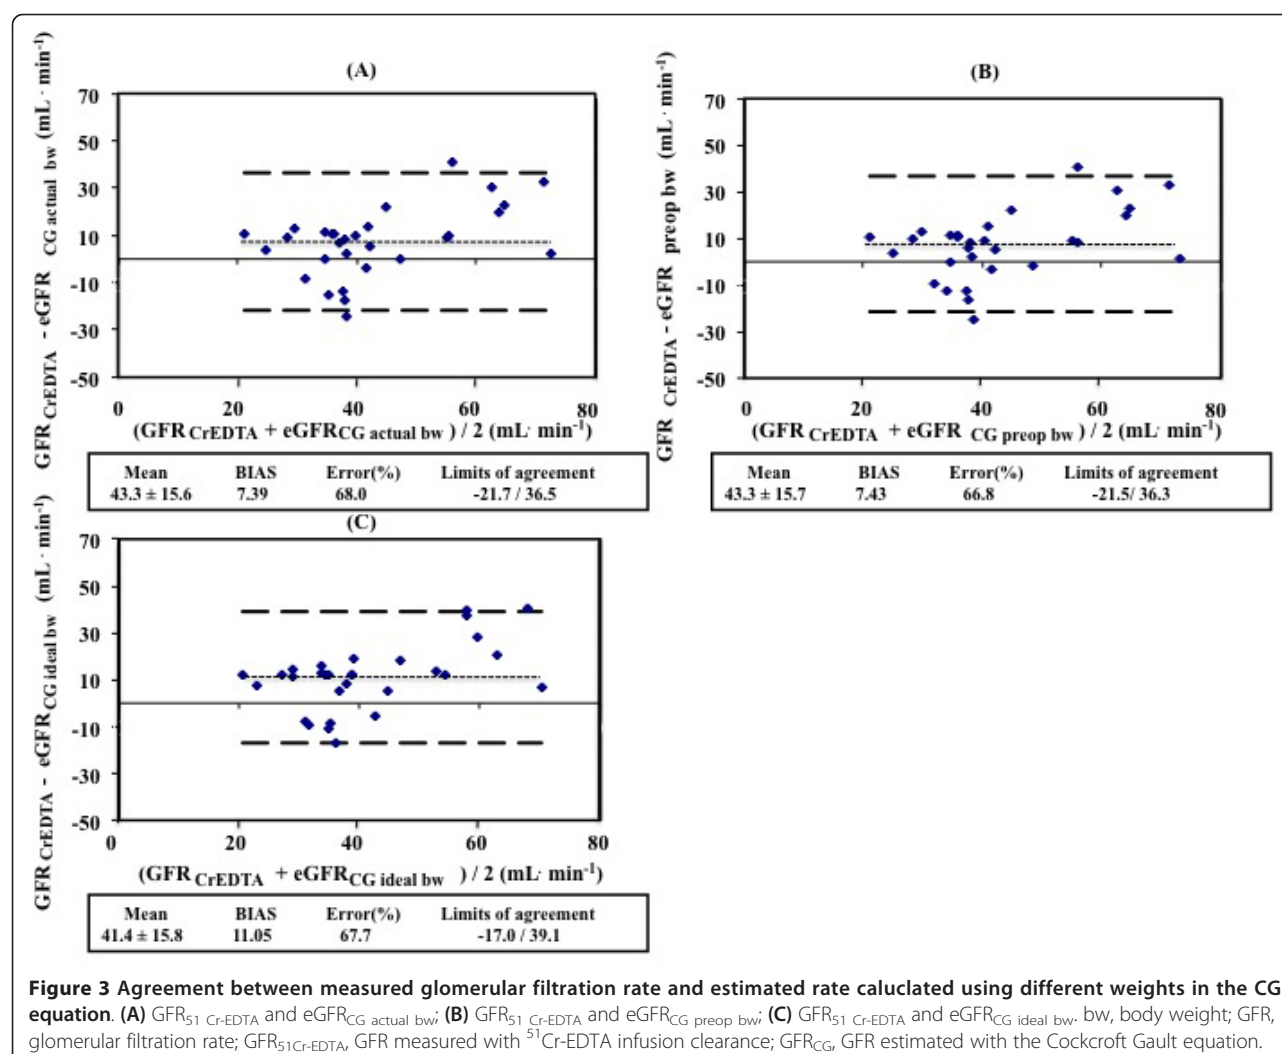 (A)
GFR CrEDTA - eGFR CG actual bw (mL · min-1)
70
50
30
10
-10
-30
-50
0 20 40 60 80
(GFR CrEDTA + eGFR CG actual bw ) / 2 (mL· min-1)
Mean BIAS Error(%) Limits of agreement
43.3 ± 15.6 7.39 68.0 -21.7 / 36.5
(B)
GFR CrEDTA - eGFR preop bw (mL · min-1)
70
50
30
10
-10
-30
-50
0 20 40 60 80
(GFR CrEDTA + eGFR CG preop bw ) / 2 (mL· min-1)
Mean BIAS Error(%) Limits of agreement
43.3 ± 15.7 7.43 66.8 -21.5/ 36.3
(C)
GFR CrEDTA - eGFR CG ideal bw (mL · min-1)
70
50
30
10
-10
-30
-50
0 20 40 60 80
(GFR CrEDTA + eGFR CG ideal bw ) / 2 (mL· min-1)
Mean BIAS Error(%) Limits of agreement
41.4 ± 15.8 11.05 67.7 -17.0 / 39.1
Figure 3 Agreement between measured glomerular filtration rate and estimated rate caluclated using different weights in the CG
equation. (A) GFR51 Cr-EDTA and eGFRCG actual bw; (B) GFR51 Cr-EDTA and eGFRCG preop bw; (C) GFR51 Cr-EDTA and eGFRCG ideal bw. bw, body weight; GFR,
glomerular filtration rate; GFR51Cr-EDTA, GFR measured with 51Cr-EDTA infusion clearance; GFRCG, GFR estimated with the Cockcroft Gault equation.